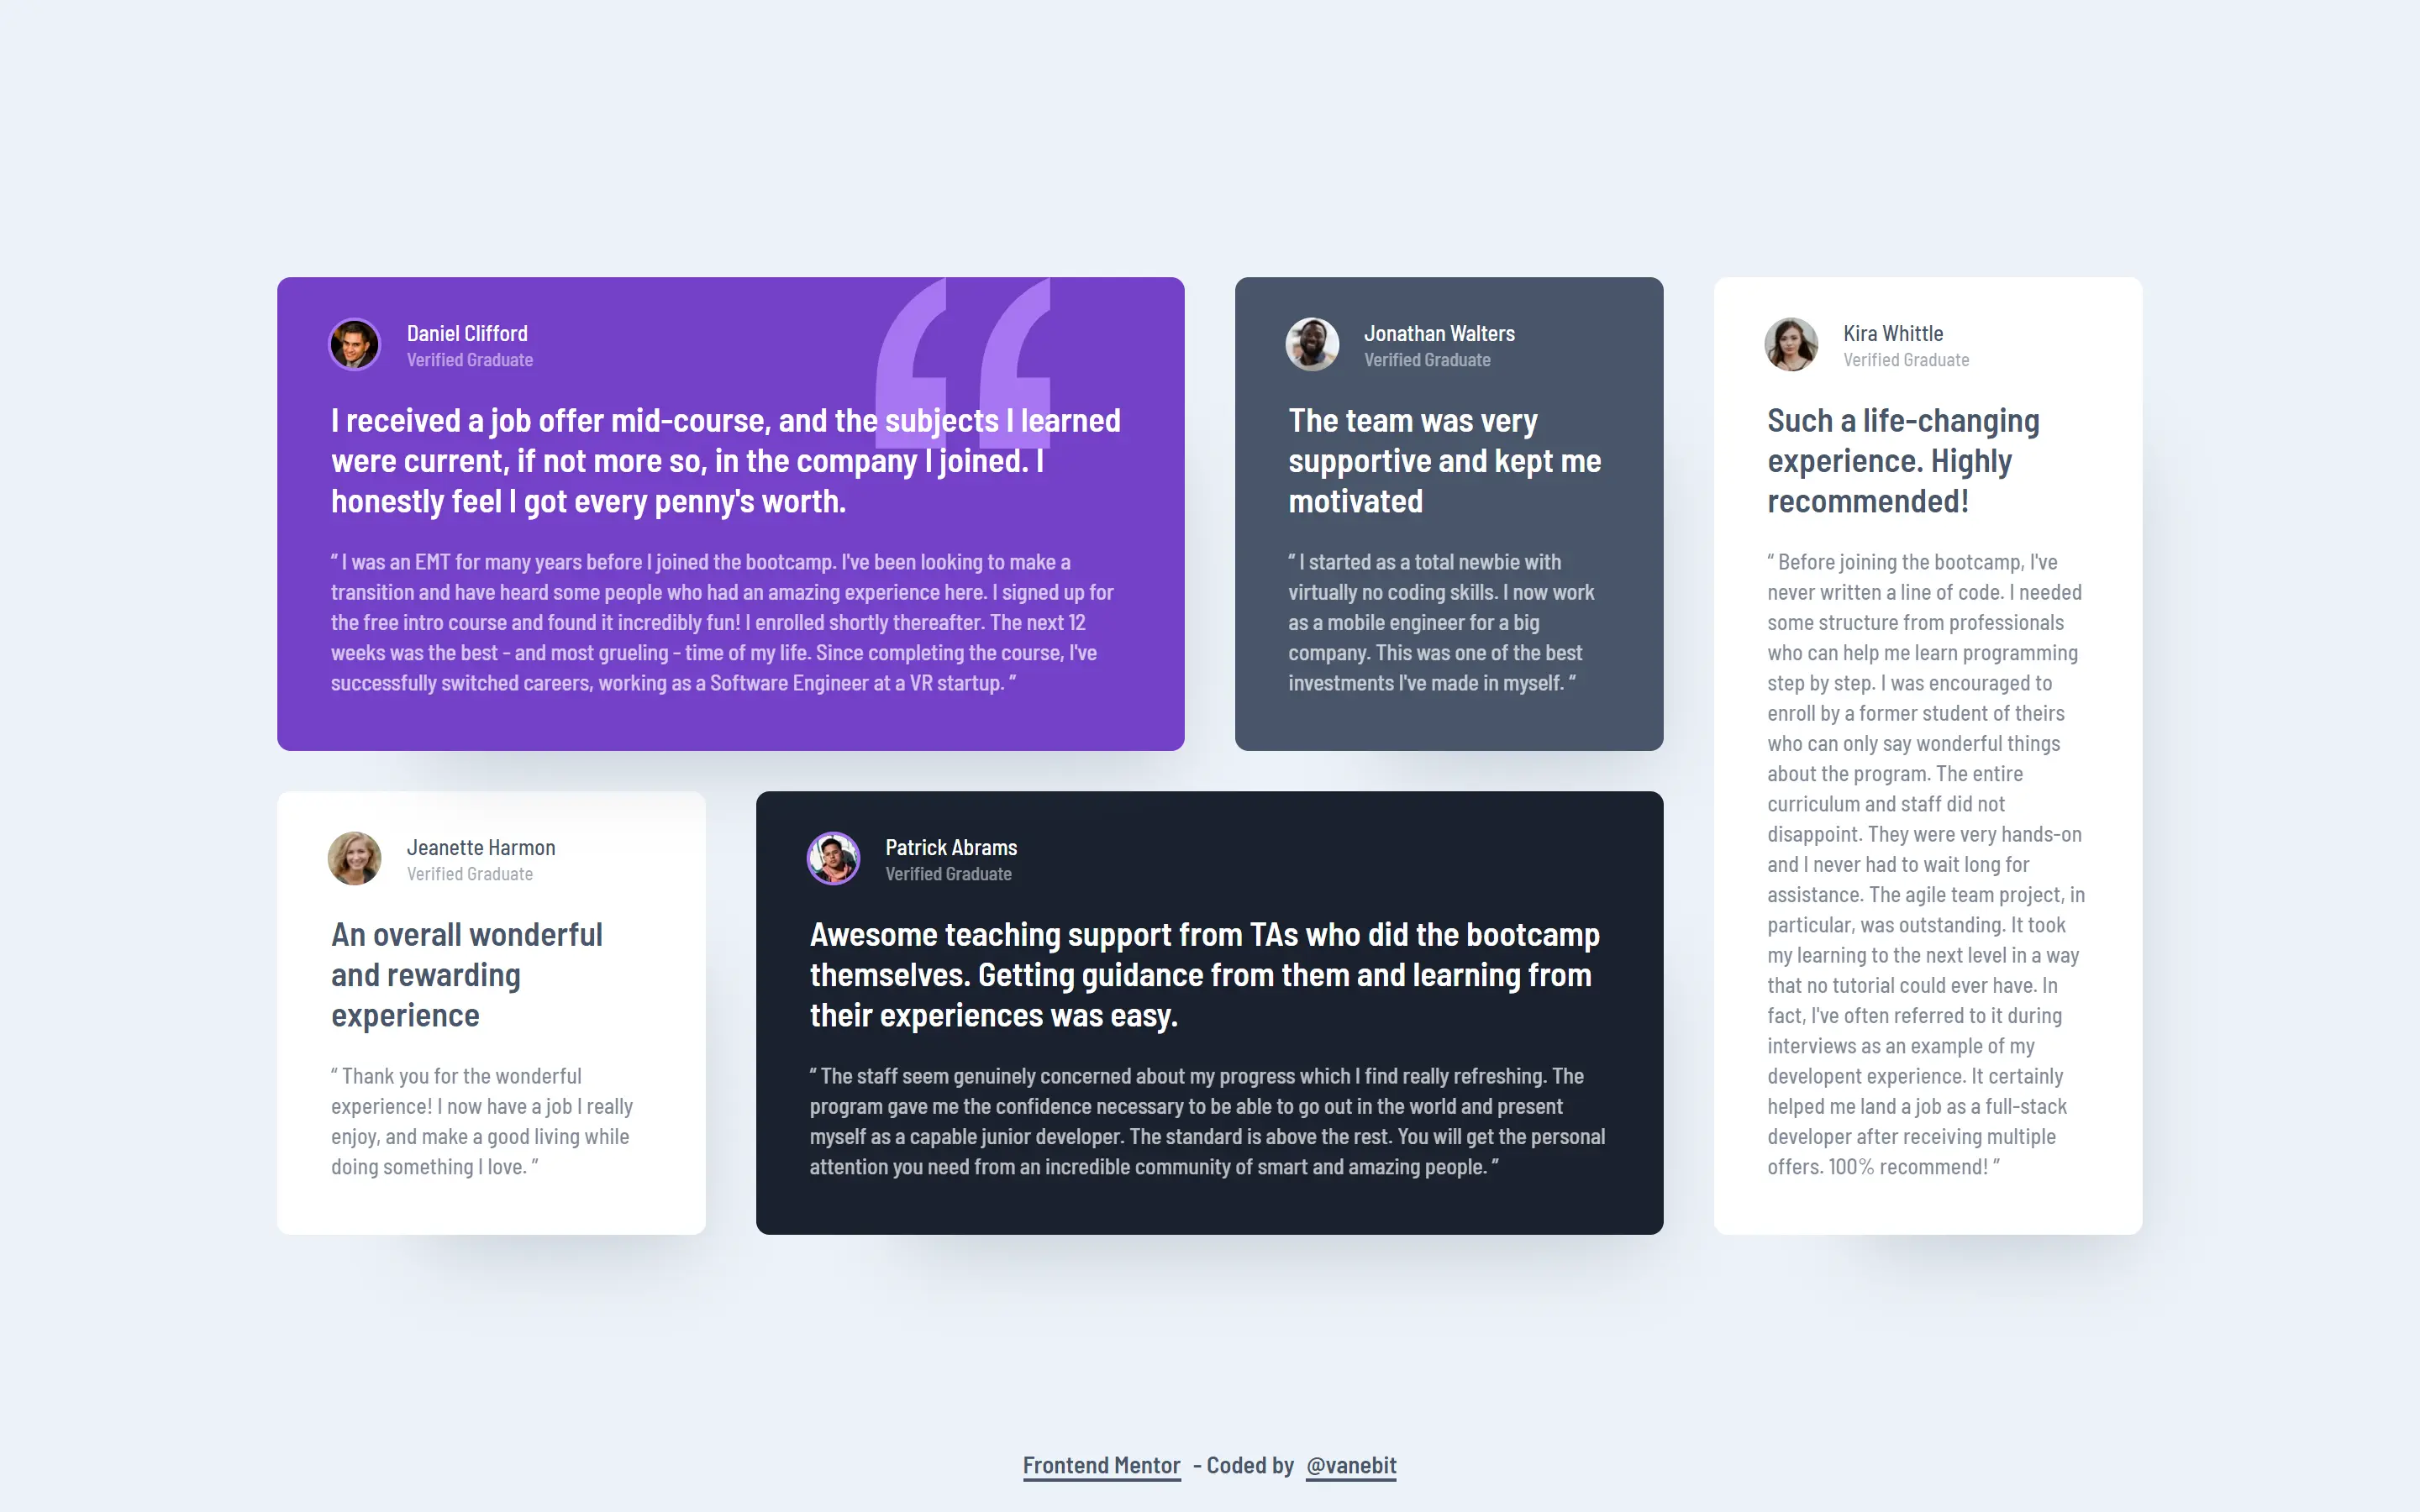 Daniel Clifford
Verified Graduate
I received a job offer mid-course, and the subjects I learned
were current, if not more so, in the company I joined. I
honestly feel I got every penny's worth.
“ I was an EMT for many years before I joined the bootcamp. I've been looking to make a
transition and have heard some people who had an amazing experience here. I signed up for
the free intro course and found it incredibly fun! I enrolled shortly thereafter. The next 12
weeks was the best - and most grueling - time of my life. Since completing the course, I've
successfully switched careers, working as a Software Engineer at a VR startup. ”
Jonathan Walters
Verified Graduate
The team was very
supportive and kept me
motivated
“ I started as a total newbie with
virtually no coding skills. I now work
as a mobile engineer for a big
company. This was one of the best
investments I've made in myself. “
Kira Whittle
Verified Graduate
Such a life-changing
experience. Highly
recommended!
“ Before joining the bootcamp, I've
never written a line of code. I needed
some structure from professionals
who can help me learn programming
step by step. I was encouraged to
enroll by a former student of theirs
who can only say wonderful things
about the program. The entire
curriculum and staff did not
disappoint. They were very hands-on
and I never had to wait long for
assistance. The agile team project, in
particular, was outstanding. It took
my learning to the next level in a way
that no tutorial could ever have. In
fact, I've often referred to it during
interviews as an example of my
developent experience. It certainly
helped me land a job as a full-stack
developer after receiving multiple
offers. 100% recommend! ”
Jeanette Harmon
Verified Graduate
An overall wonderful
and rewarding
experience
“ Thank you for the wonderful
experience! I now have a job I really
enjoy, and make a good living while
doing something I love. ”
Patrick Abrams
Verified Graduate
Awesome teaching support from TAs who did the bootcamp
themselves. Getting guidance from them and learning from
their experiences was easy.
“ The staff seem genuinely concerned about my progress which I find really refreshing. The
program gave me the confidence necessary to be able to go out in the world and present
myself as a capable junior developer. The standard is above the rest. You will get the personal
attention you need from an incredible community of smart and amazing people. ”
Frontend Mentor - Coded by @vanebit